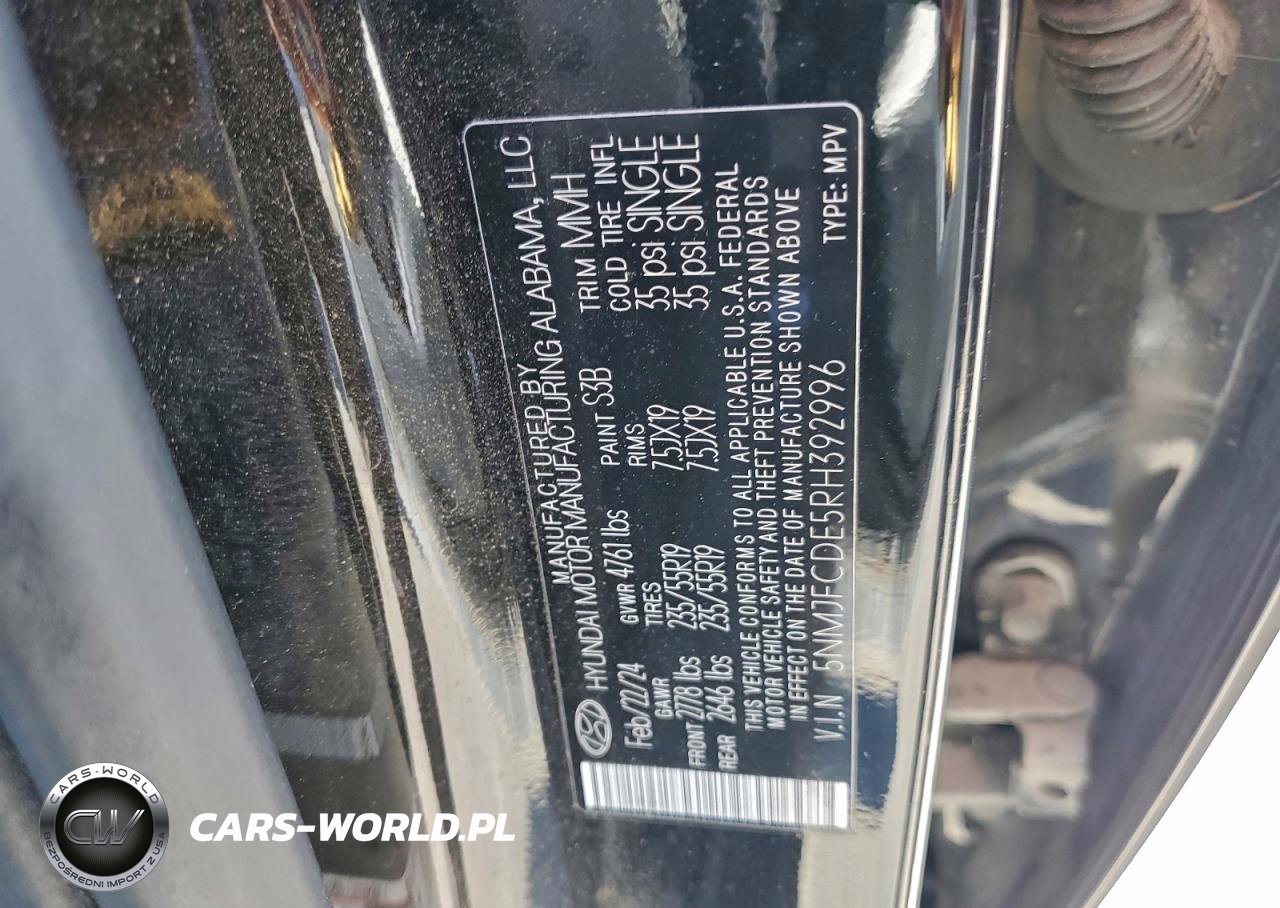 MANUFACTURED BY
HYUNDAI MOTOR MANUFACTURING ALABAMA, LLC
Feb/22/24 GVWR 4761 lbs PAINT S3B TRIM MMH
GAWR TIRES RIMS COLD TIRE INFL
FRONT 2778 lbs 235/55R19 7.5JX19 35 psi SINGLE
REAR 2646 lbs 235/55R19 7.5JX19 35 psi SINGLE
THIS VEHICLE CONFORMS TO ALL APPLICABLE U.S.A. FEDERAL
MOTOR VEHICLE SAFETY AND THEFT PREVENTION STANDARDS
IN EFFECT ON THE DATE OF MANUFACTURE SHOWN ABOVE
V.I.N 5NMJFCDE5RH392996 TYPE: MPV
CARS-WORLD
CW
BEZPOŚREDNI IMPORT Z USA
CARS-WORLD.PL